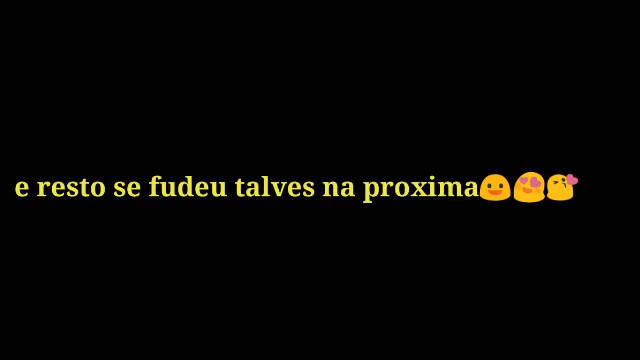 e resto se fudeu talves na proxima😃😍😘